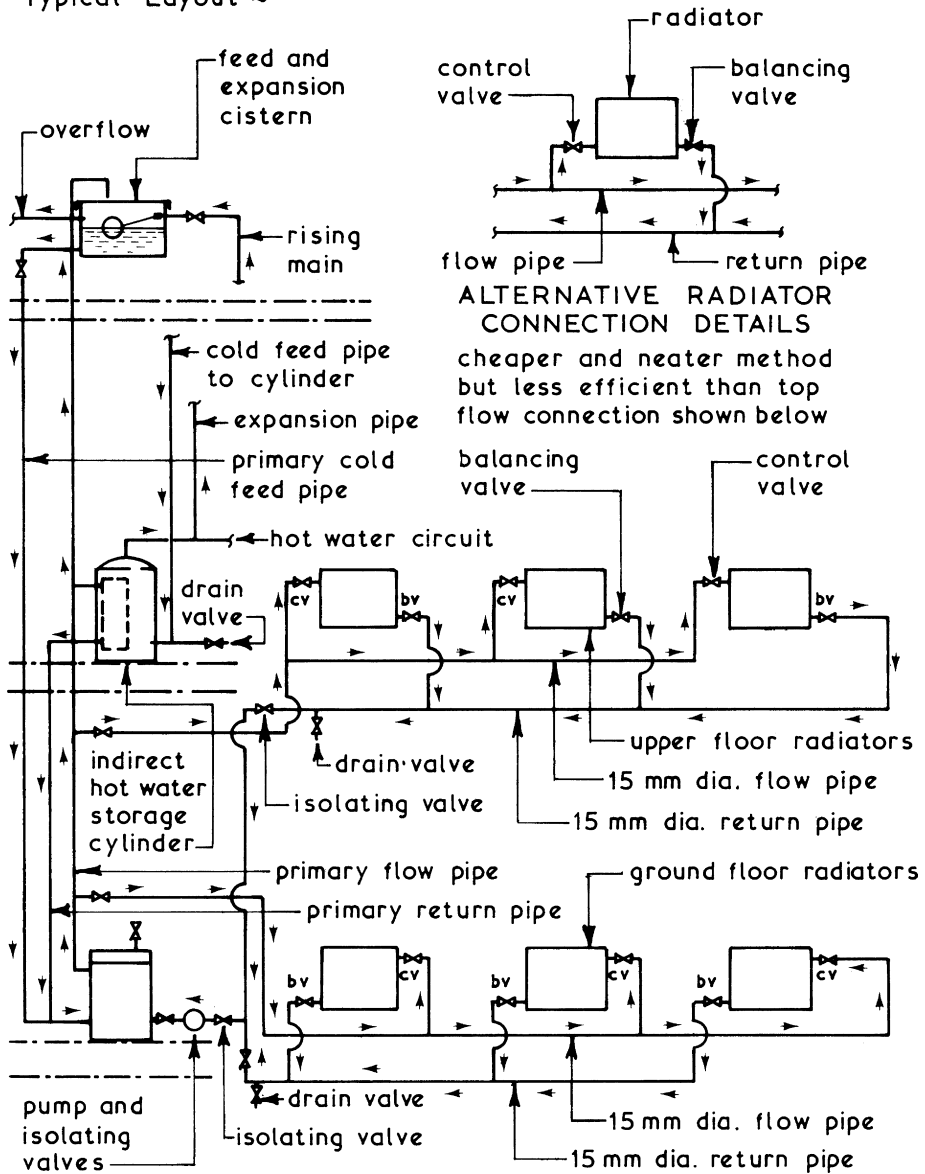 Typical Layout ~
radiator
feed and
expansion
cistern
control
valve
balancing
valve
overflow
rising
main
flow pipe
return pipe
ALTERNATIVE RADIATOR
CONNECTION DETAILS
cheaper and neater method
but less efficient than top
flow connection shown below
cold feed pipe
to cylinder
expansion pipe
primary cold
feed pipe
balancing
valve
control
valve
hot water circuit
drain
valve
cv
bv
cv
bv
upper floor radiators
drain valve
15 mm dia. flow pipe
isolating valve
15 mm dia. return pipe
indirect
hot water
storage
cylinder
primary flow pipe
ground floor radiators
primary return pipe
bv
cv
bv
cv
bv
cv
drain valve
pump and
isolating
valves
isolating valve
15 mm dia. flow pipe
15 mm dia. return pipe